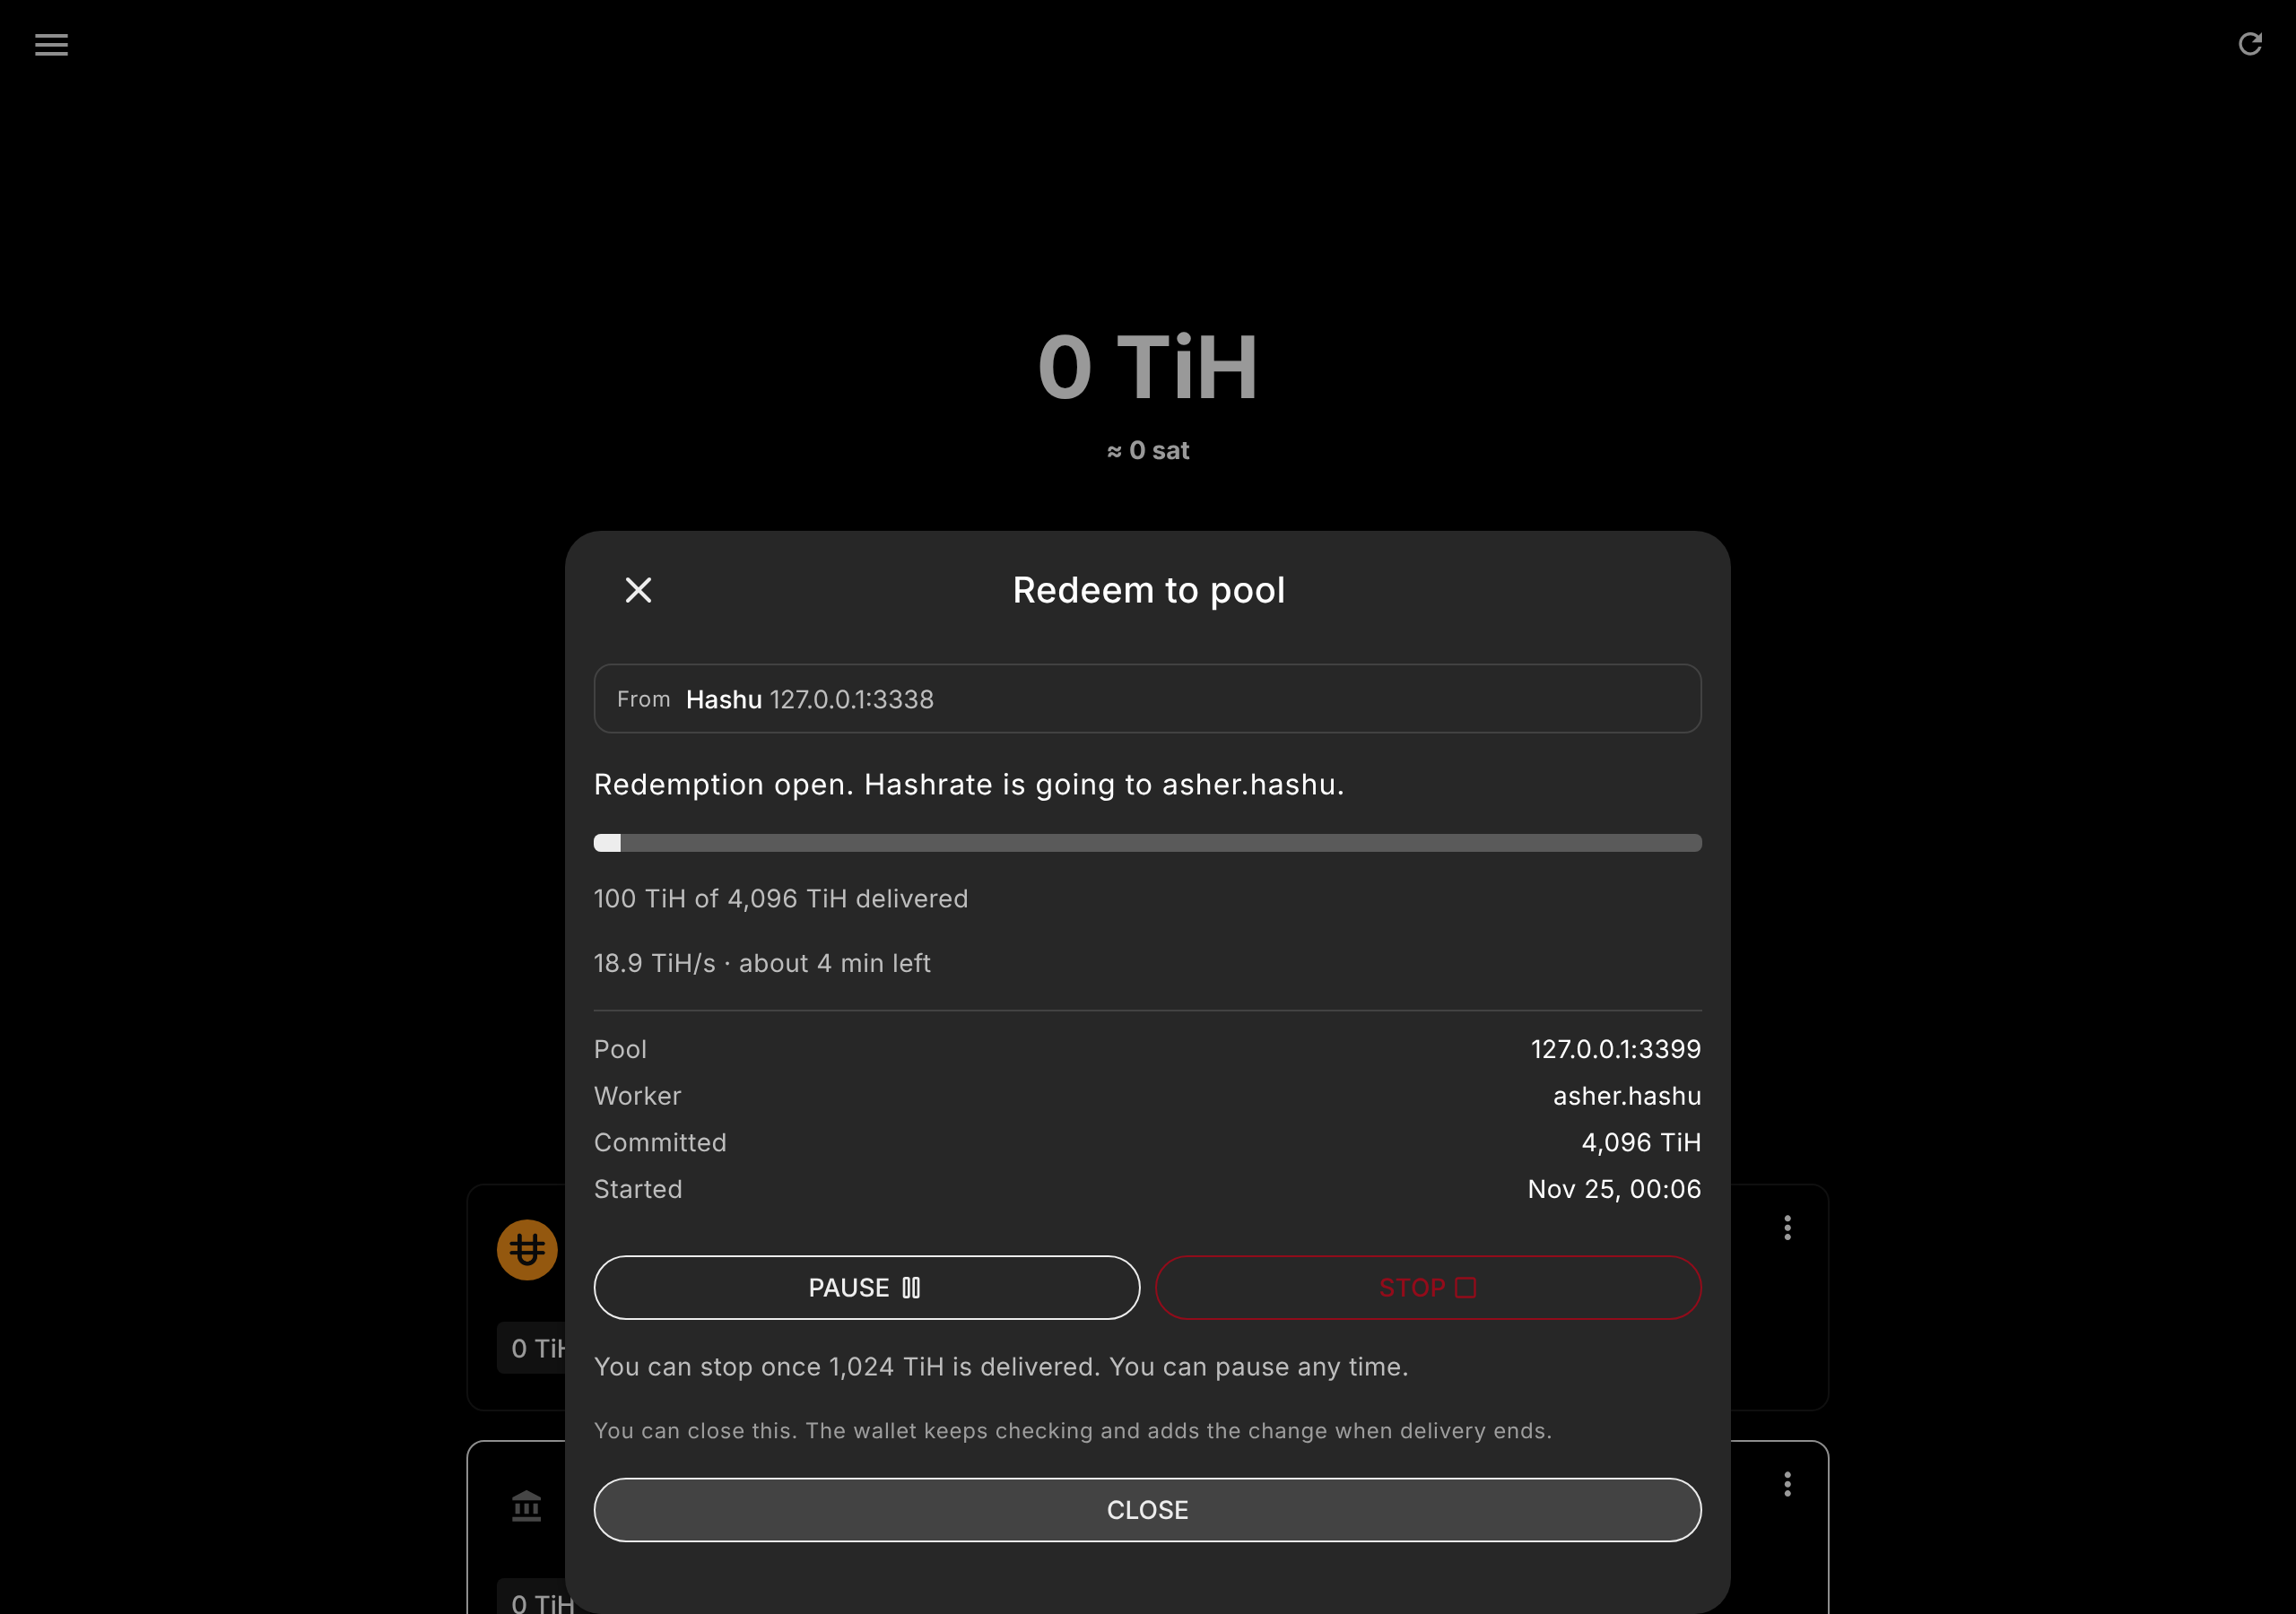 0 TiH
≈ 0 sat
Redeem to pool
From Hashu 127.0.0.1:3338
Redemption open. Hashrate is going to asher.hashu.
100 TiH of 4,096 TiH delivered
18.9 TiH/s · about 4 min left
Pool 127.0.0.1:3399
Worker asher.hashu
Committed 4,096 TiH
Started Nov 25, 00:06
PAUSE STOP
0 TiH
You can stop once 1,024 TiH is delivered. You can pause any time.
You can close this. The wallet keeps checking and adds the change when delivery ends.
CLOSE
0 TiH